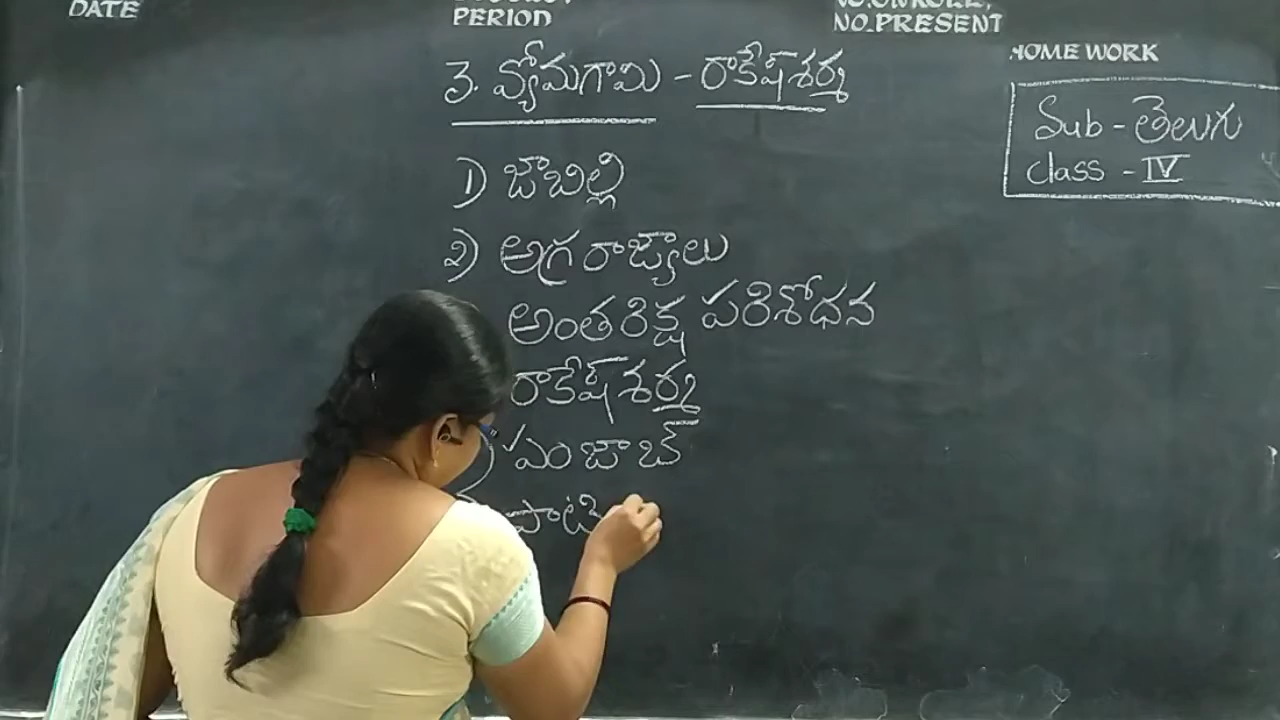 DATE
PERIOD
NO.PRESENT
HOME WORK
3. వ్యోమగామి - రాకేష్‌శర్మ
Sub - తెలుగు
Class - IV
1) జాబిల్లి
2) అగ్రరాజ్యాలు
అంతరిక్ష పరిశోధన
రాకేష్‌శర్మ
పంజాబ్